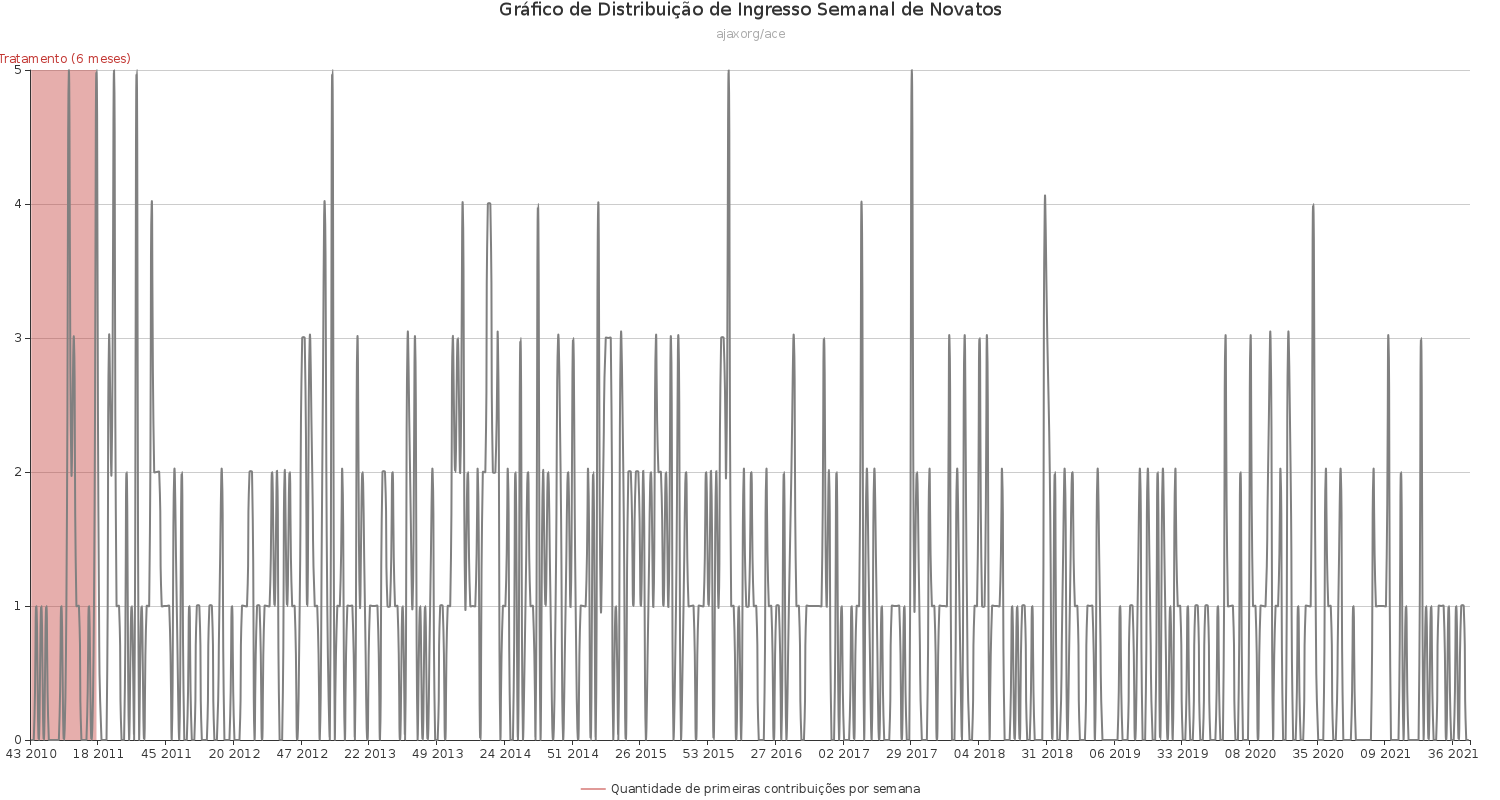 Gráfico de Distribuição de Ingresso Semanal de Novatos
ajaxorg/ace
Tratamento (6 meses)
5
4
3
2
1
0
43 2010 18 2011 45 2011 20 2012 47 2012 22 2013 49 2013 24 2014 51 2014 26 2015 53 2015 27 2016 02 2017 29 2017 04 2018 31 2018 06 2019 33 2019 08 2020 35 2020 09 2021 36 2021
Quantidade de primeiras contribuições por semana